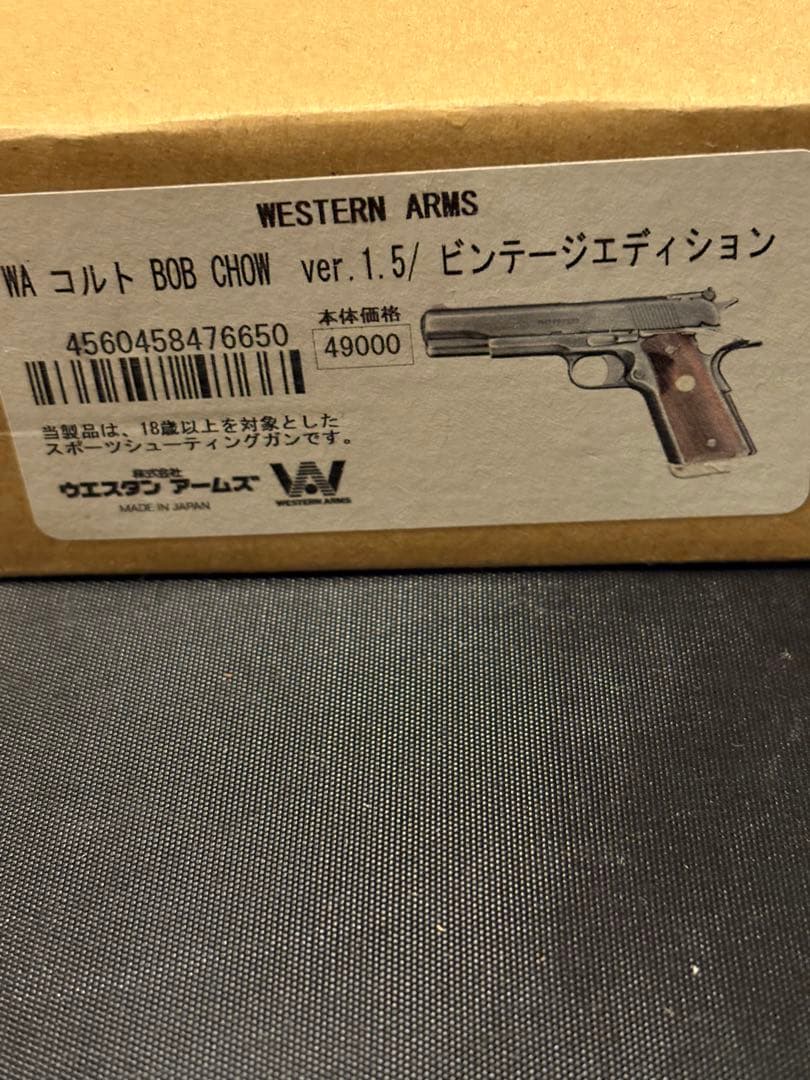 WESTERN ARMS
WA コルト BOB CHOW ver.1.5/ ビンテージエディション
4560458476650
本体価格
49000
当製品は、18歳以上を対象とした
スポーツシューティングガンです。
株式会社
ウエスタン アームズ
MADE IN JAPAN
WESTERN ARMS